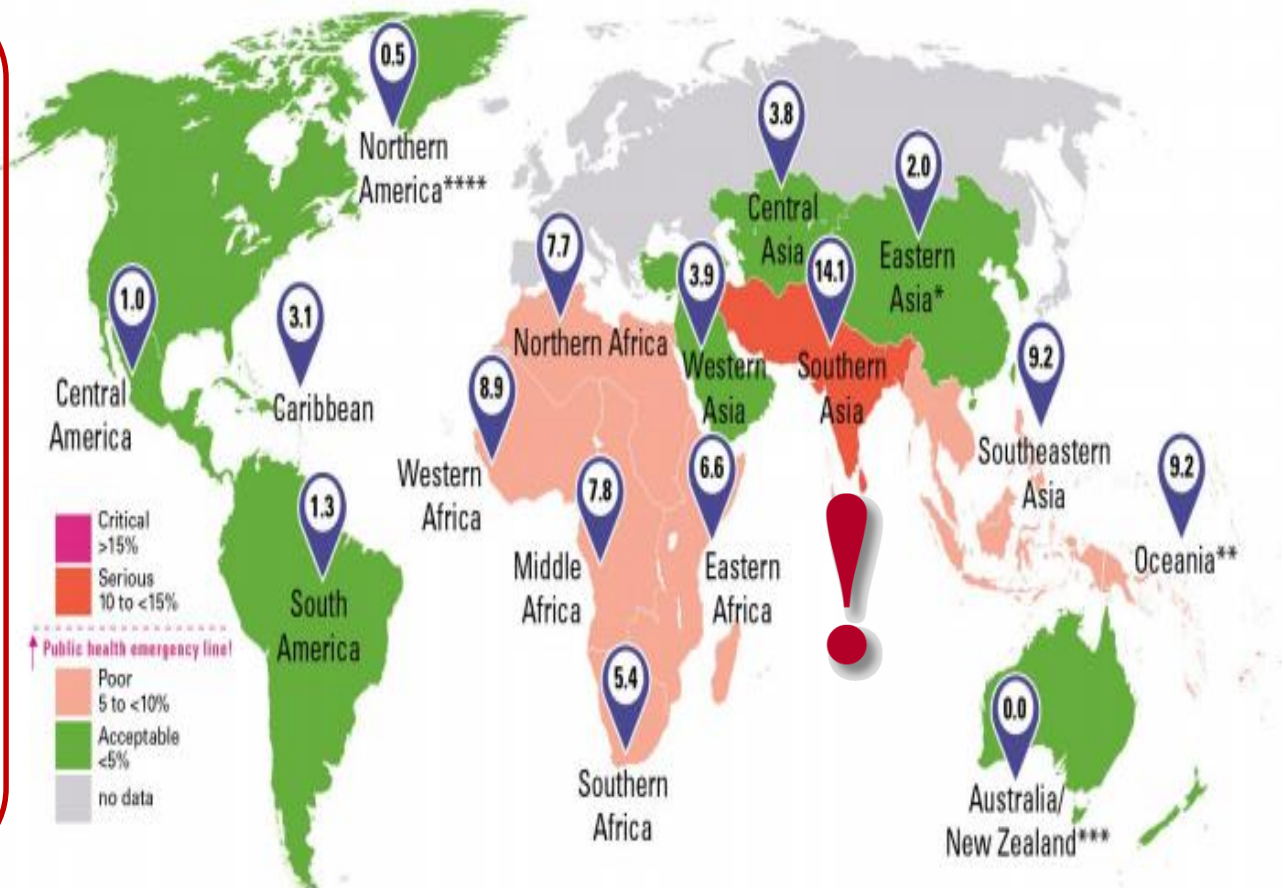 0.5
Northern
America****
3.8
Central
Asia
2.0
Eastern
Asia*
7.7
Northern Africa
3.9
Western
Asia
14.1
Southern
Asia
1.0
Central
America
3.1
Caribbean
8.9
Western
Africa
9.2
Southeastern
Asia
9.2
Oceania**
7.8
Middle
Africa
6.6
Eastern
Africa
1.3
South
America
!
5.4
Southern
Africa
0.0
Australia/
New Zealand***
Critical
>15%
Serious
10 to <15%
Public health emergency line!
Poor
5 to <10%
Acceptable
<5%
no data